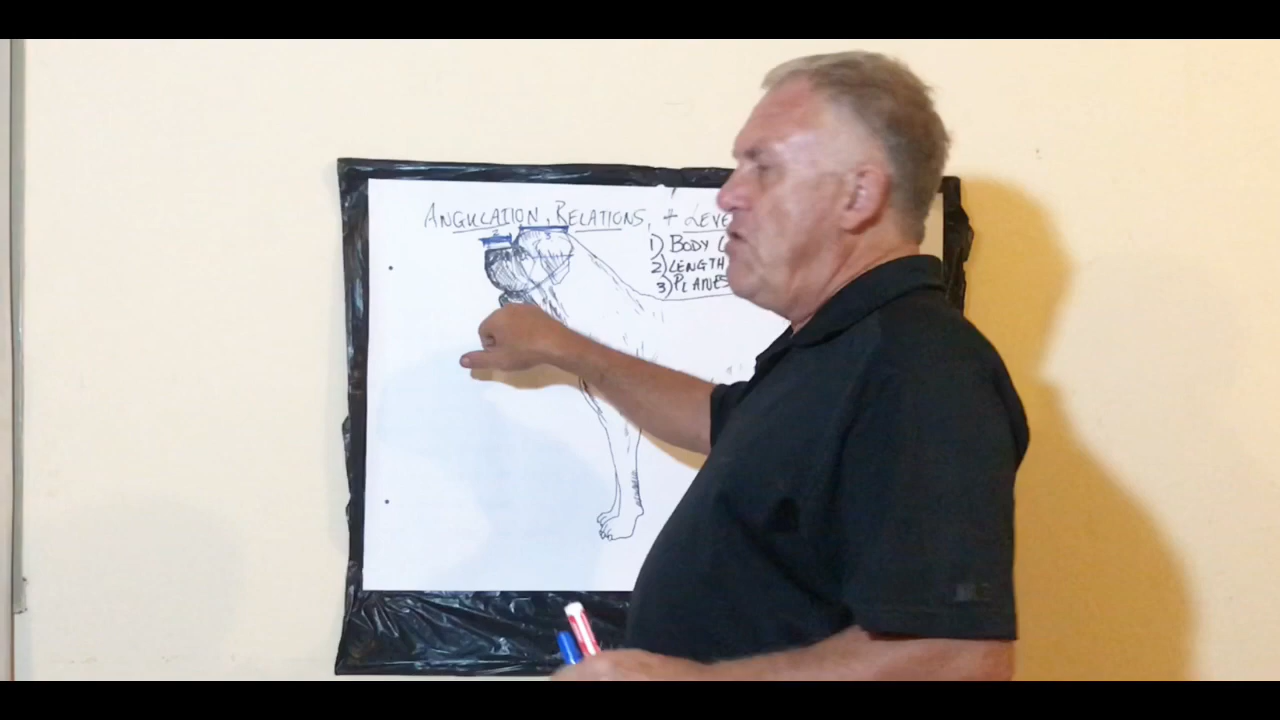 ANGULATION, RELATIONS, + LEVE
1) BODY
2) LENGTH
3) PLANES